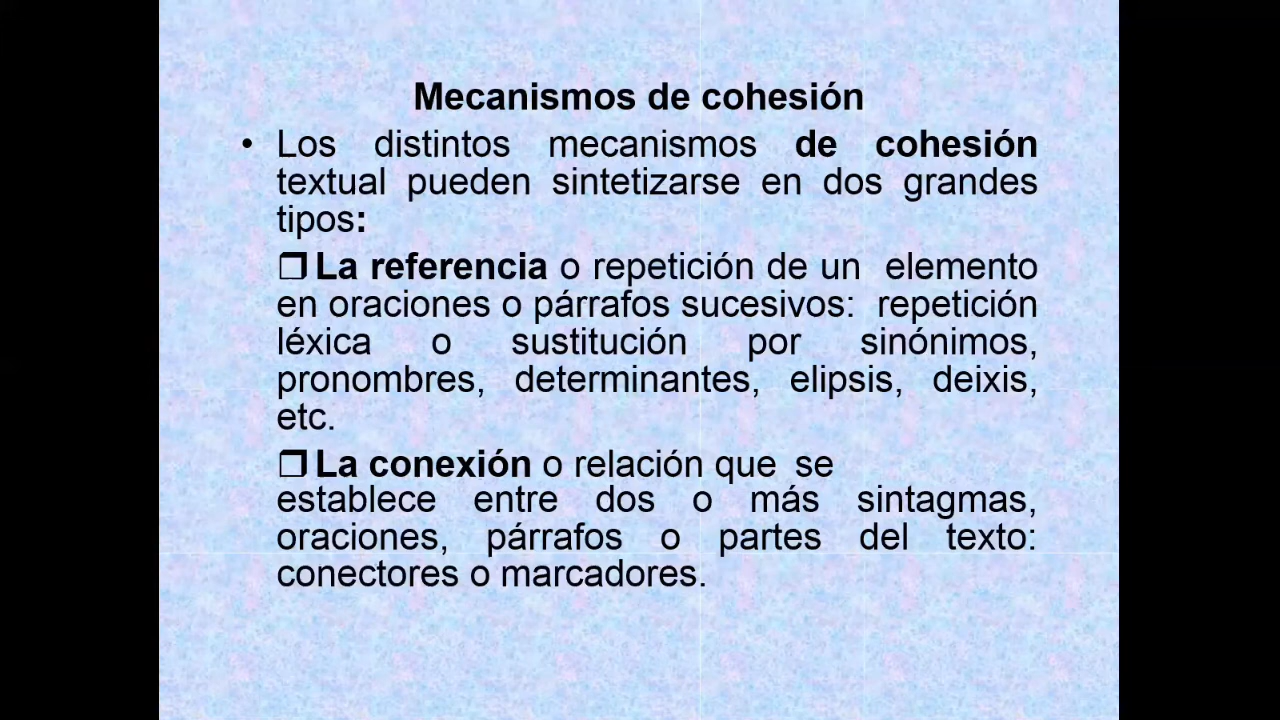 Mecanismos de cohesión
• Los distintos mecanismos de cohesión
textual pueden sintetizarse en dos grandes
tipos:
❒La referencia o repetición de un elemento
en oraciones o párrafos sucesivos: repetición
léxica o sustitución por sinónimos,
pronombres, determinantes, elipsis, deixis,
etc.
❒La conexión o relación que se
establece entre dos o más sintagmas,
oraciones, párrafos o partes del texto:
conectores o marcadores.